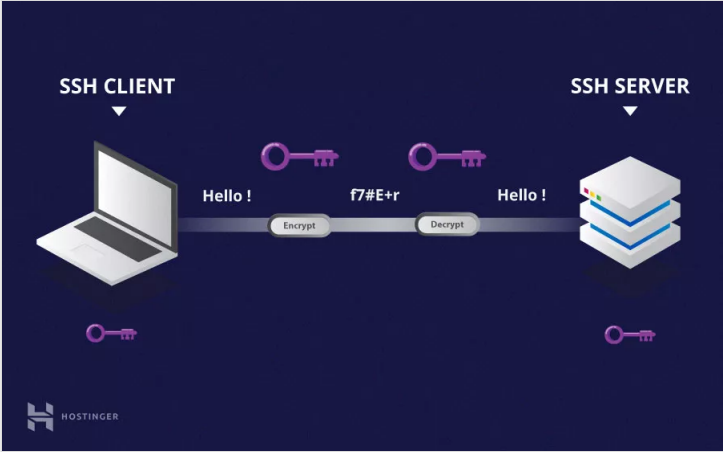 SSH CLIENT
SSH SERVER
Hello !
f7#E+r
Hello !
Encrypt
Decrypt
HOSTINGER